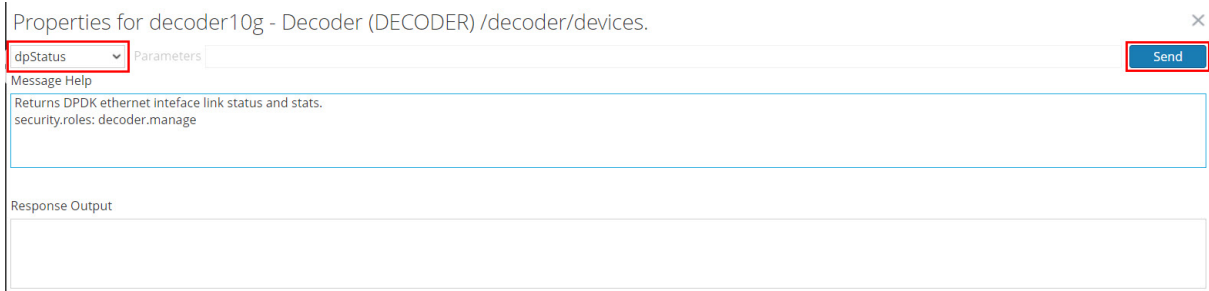 Properties for decoder10g - Decoder (DECODER) /decoder/devices.
dpStatus Parameters Send
Message Help
Returns DPDK ethernet inteface link status and stats.
security.roles: decoder.manage
Response Output